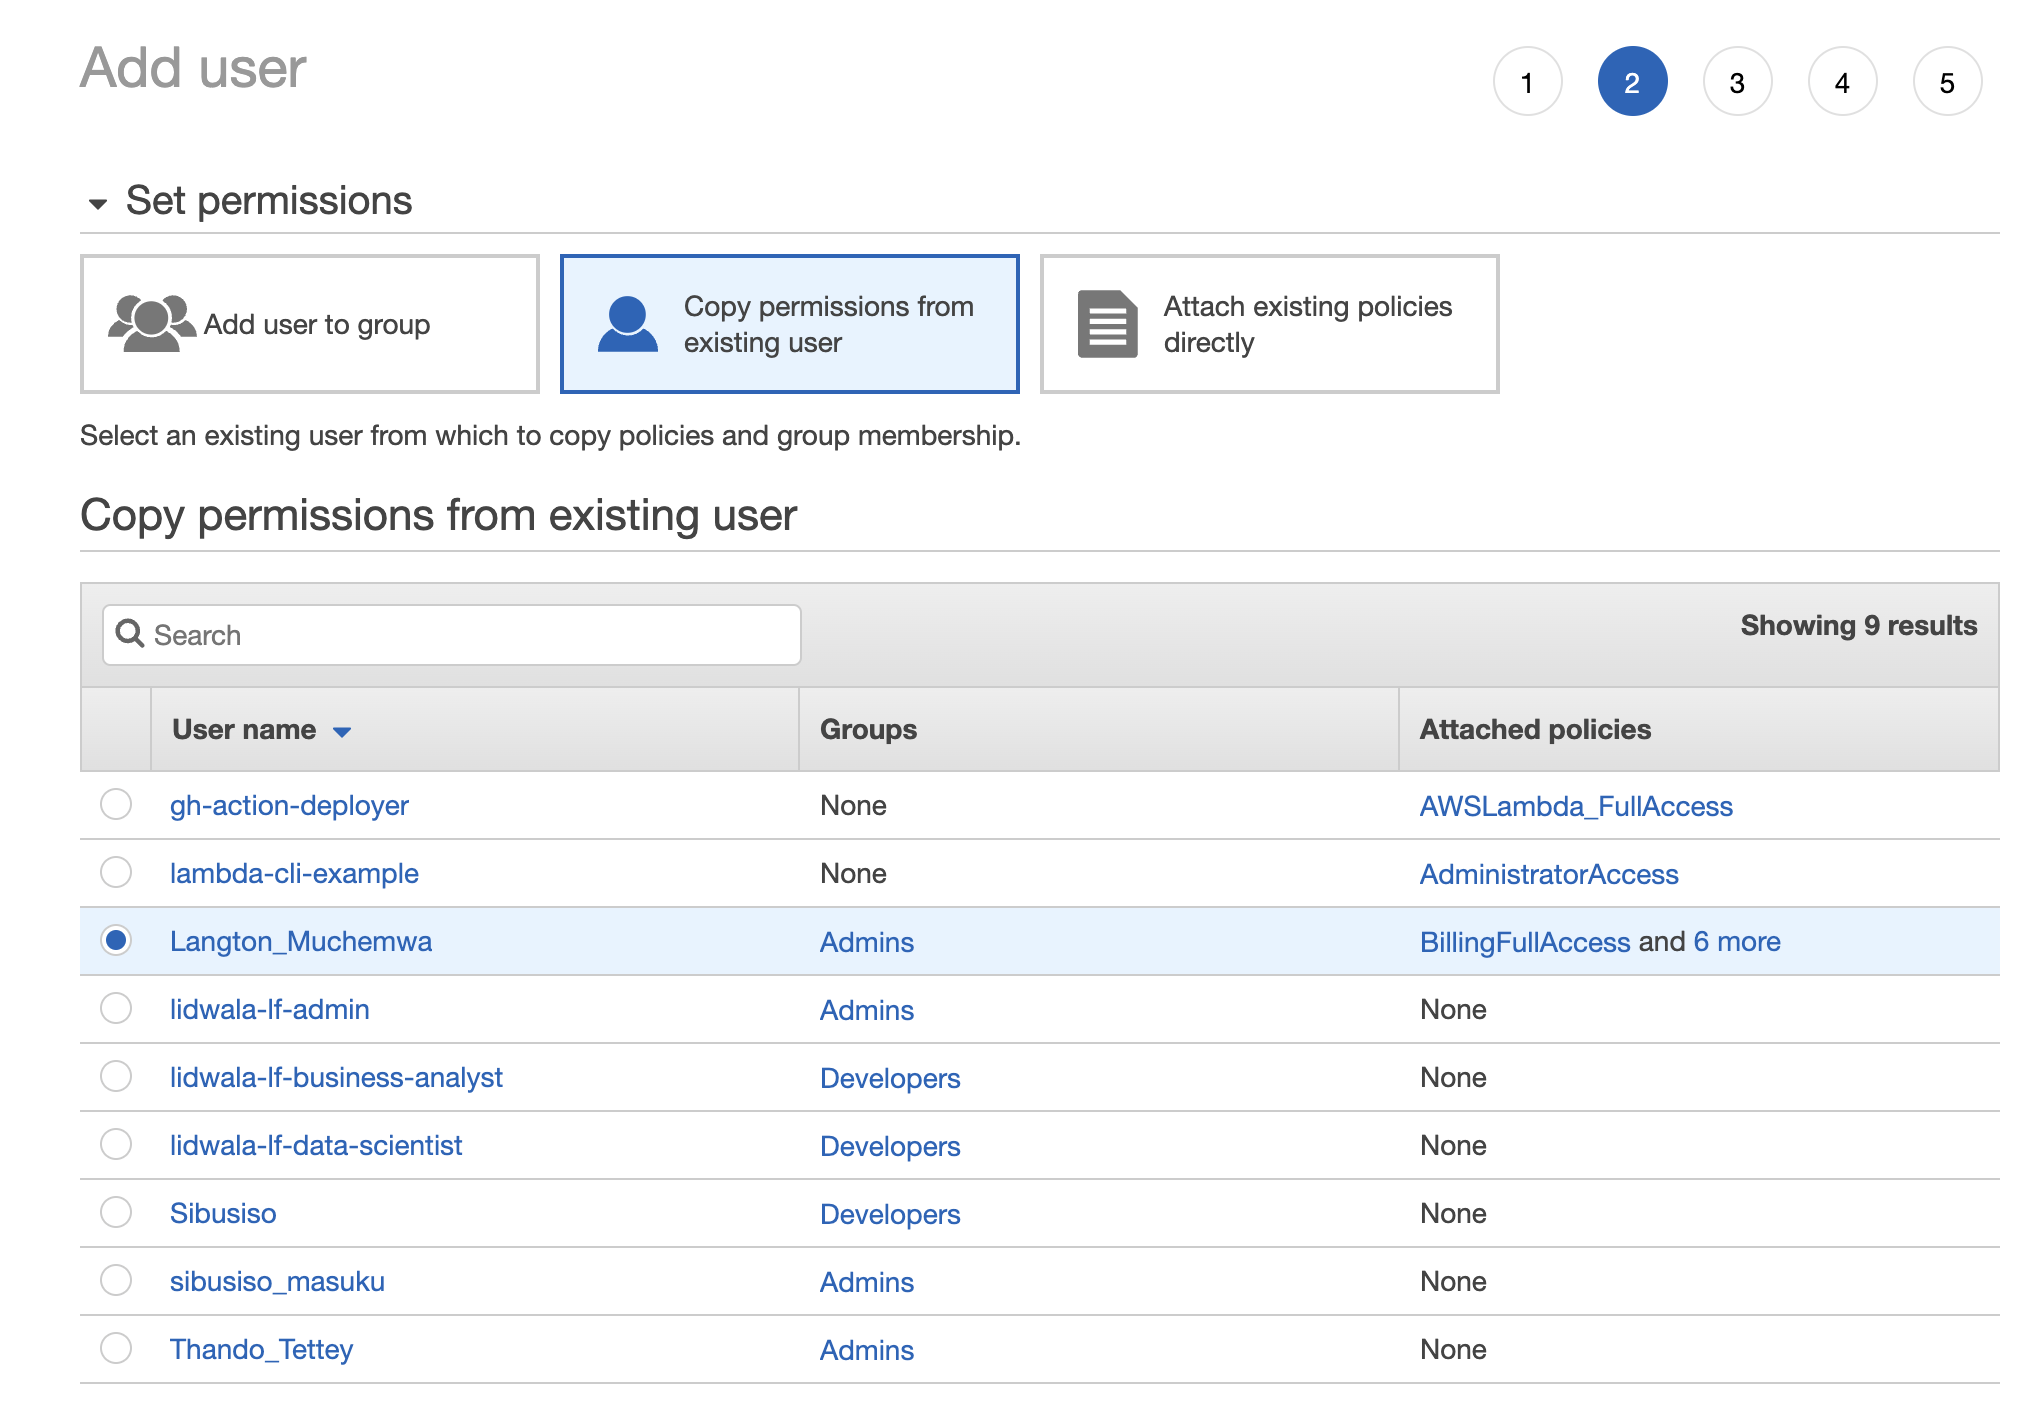 Add user
1 2 3 4 5
Set permissions
Add user to group
Copy permissions from
existing user
Attach existing policies
directly
Select an existing user from which to copy policies and group membership.
Copy permissions from existing user
Search
Showing 9 results
User name Groups Attached policies
gh-action-deployer None AWSLambda_FullAccess
lambda-cli-example None AdministratorAccess
Langton_Muchemwa Admins BillingFullAccess and 6 more
lidwala-lf-admin Admins None
lidwala-lf-business-analyst Developers None
lidwala-lf-data-scientist Developers None
Sibusiso Developers None
sibusiso_masuku Admins None
Thando_Tettey Admins None